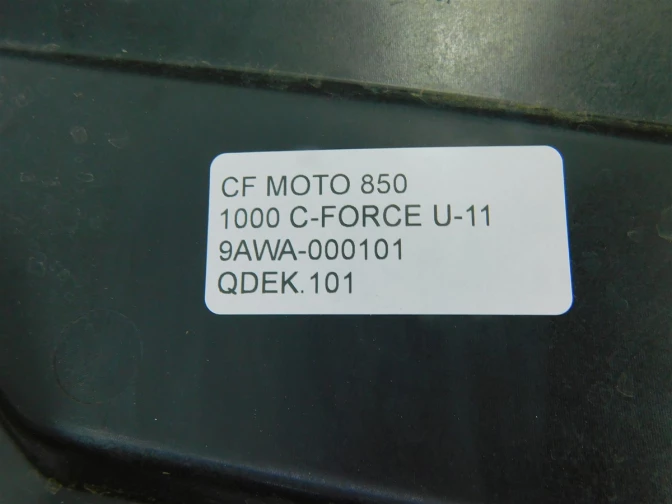 CF MOTO 850
1000 C-FORCE U-11
9AWA-000101
QDEK.101